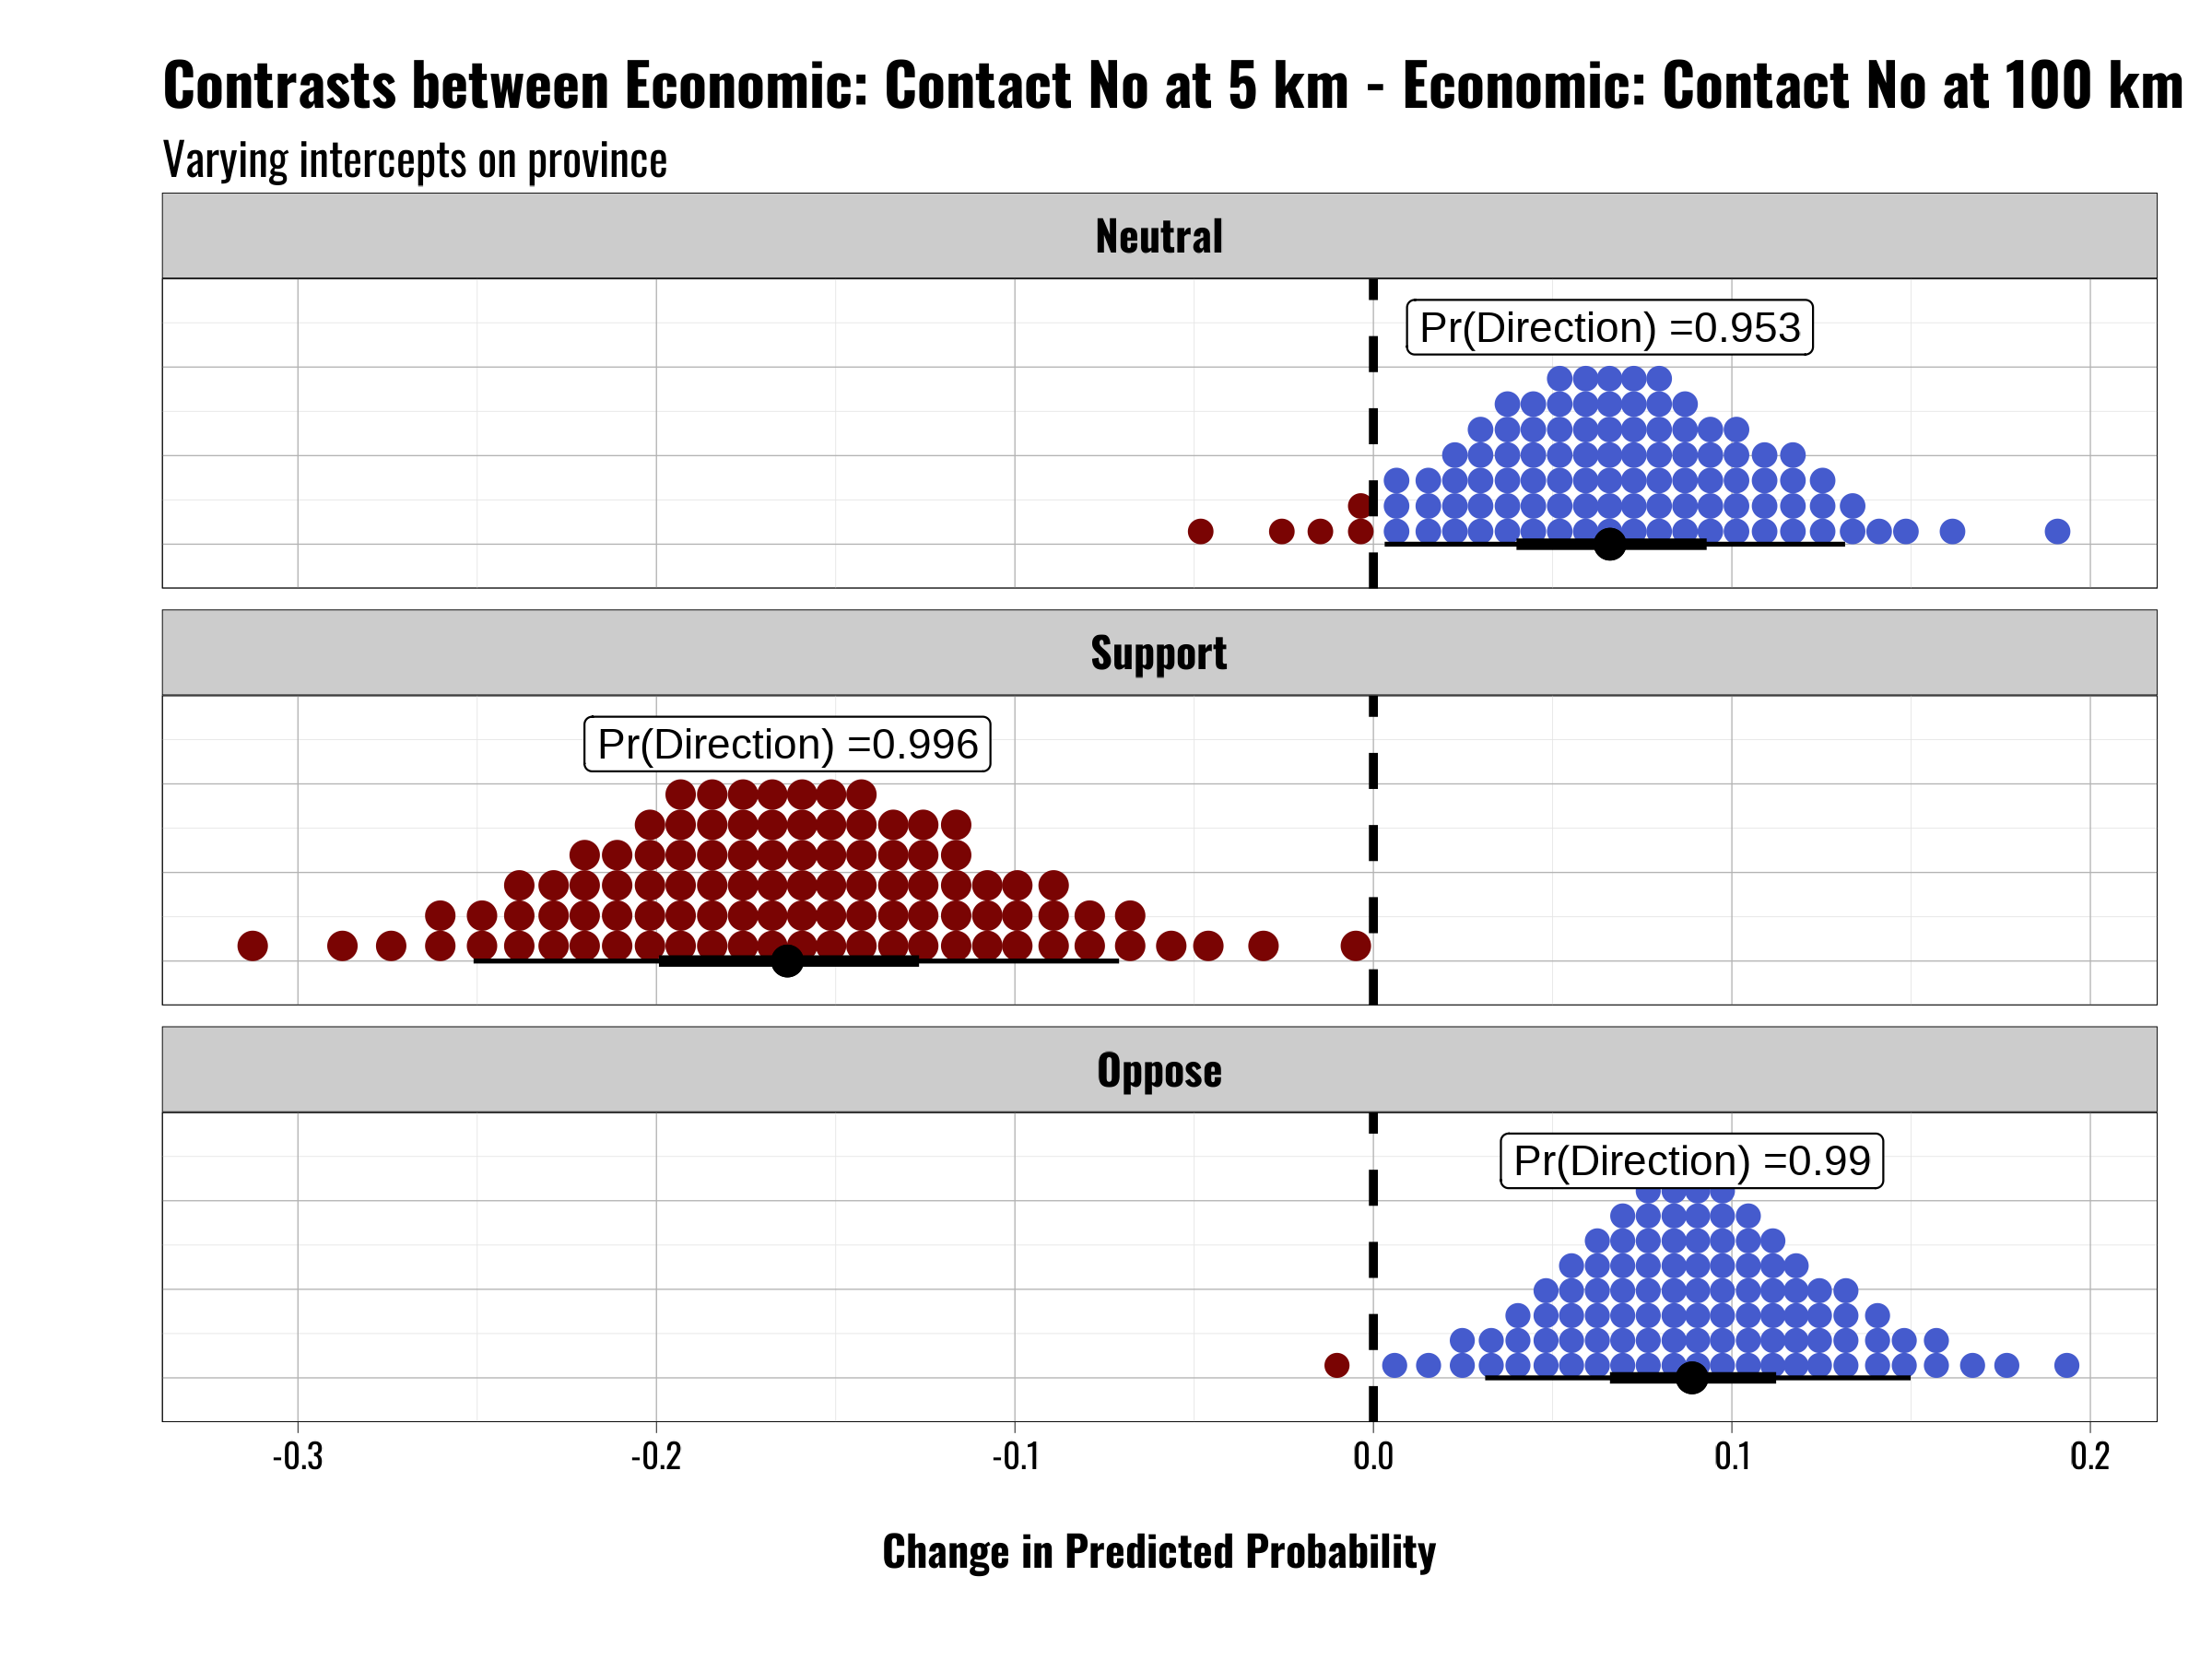 Contrasts between Economic: Contact No at 5 km - Economic: Contact No at 100 km
Varying intercepts on province
Neutral
Pr(Direction) =0.953
Support
Pr(Direction) =0.996
Oppose
Pr(Direction) =0.99
-0.3 -0.2 -0.1 0.0 0.1 0.2
Change in Predicted Probability